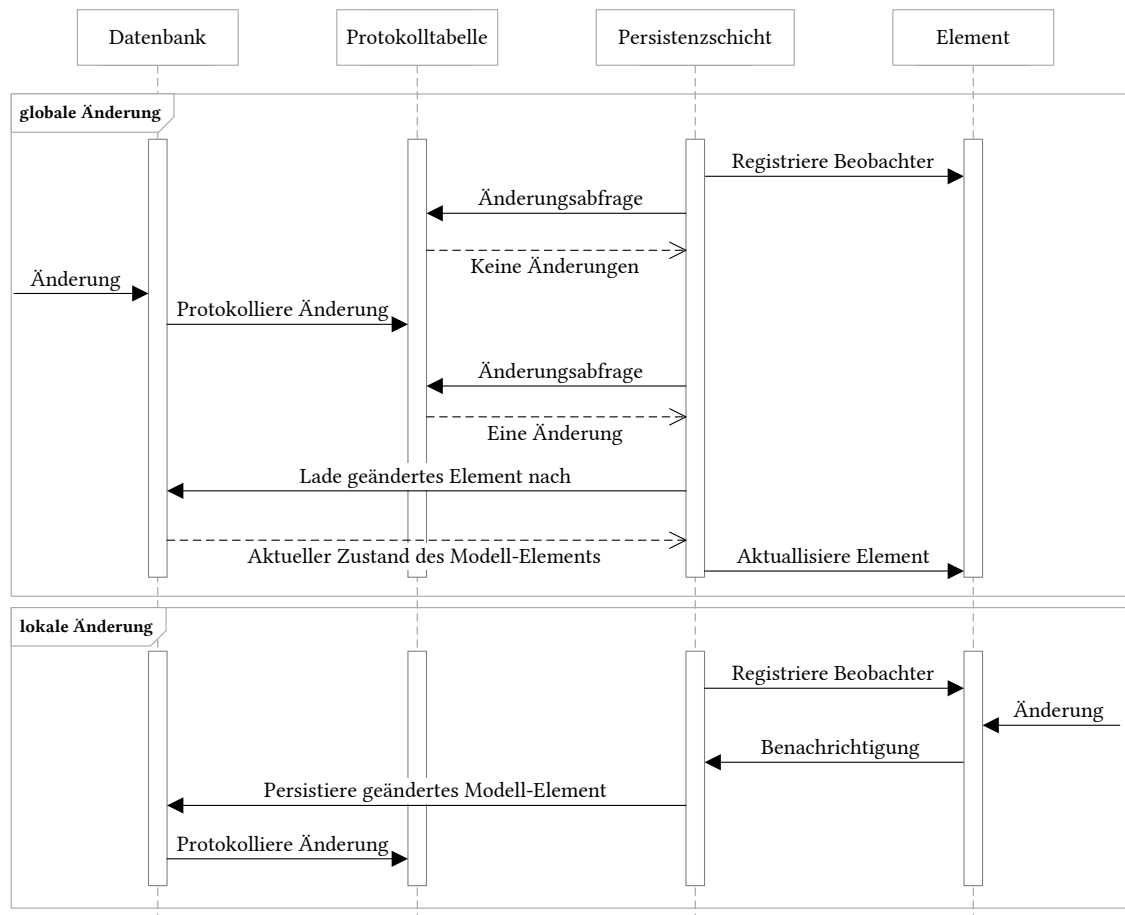 Datenbank
Protokolltabelle
Persistenzschicht
Element
globale Änderung
Registriere Beobachter
Änderungsabfrage
Keine Änderungen
Änderung
Protokolliere Änderung
Änderungsabfrage
Eine Änderung
Lade geändertes Element nach
Aktueller Zustand des Modell-Elements
Aktuallisiere Element
lokale Änderung
Registriere Beobachter
Änderung
Benachrichtigung
Persistiere geändertes Modell-Element
Protokolliere Änderung